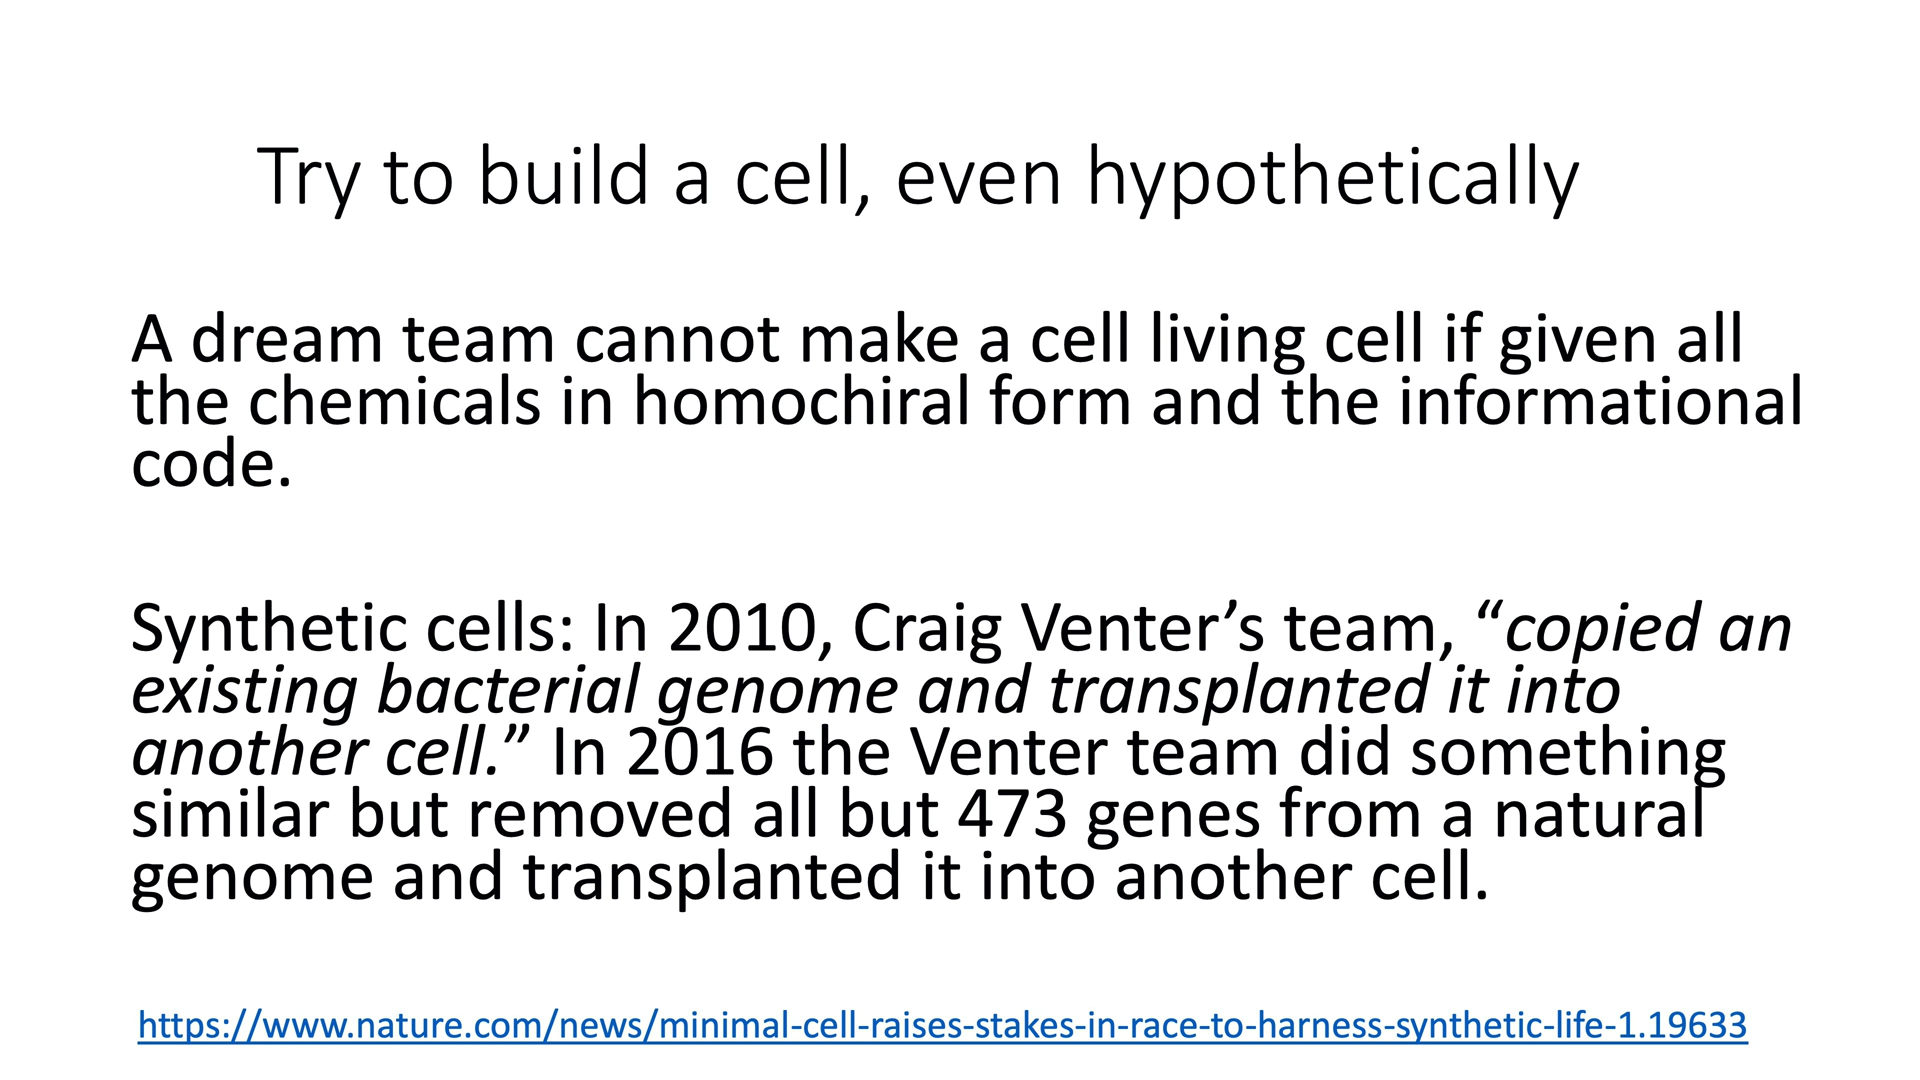 Try to build a cell, even hypothetically
A dream team cannot make a cell living cell if given all
the chemicals in homochiral form and the informational
code.
Synthetic cells: In 2010, Craig Venter’s team, “copied an
existing bacterial genome and transplanted it into
another cell.” In 2016 the Venter team did something
similar but removed all but 473 genes from a natural
genome and transplanted it into another cell.
https://www.nature.com/news/minimal-cell-raises-stakes-in-race-to-harness-synthetic-life-1.19633